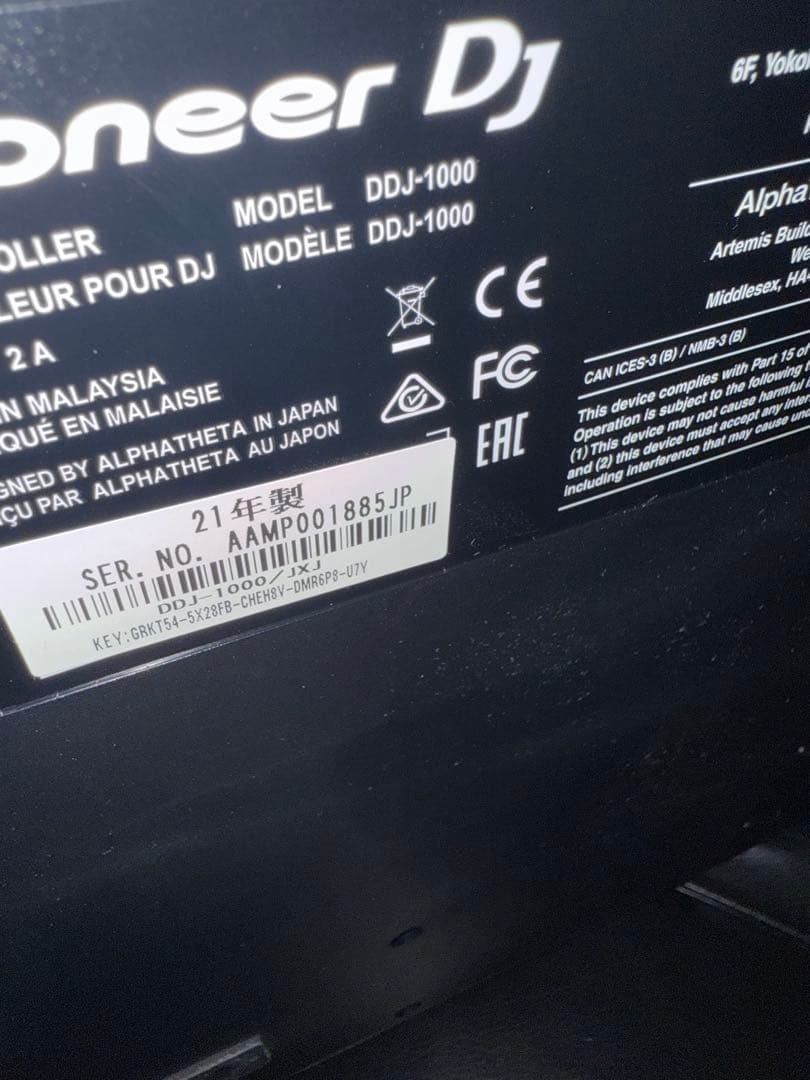 oneer DJ
OLLER MODEL DDJ-1000
LEUR POUR DJ MODÈLE DDJ-1000
2 A
IN MALAYSIA
QUÉ EN MALAISIE
GNED BY ALPHATHETA IN JAPAN
ÇU PAR ALPHATHETA AU JAPON
CE
FC
EAC
21年製
SER. NO. AAMP001885JP
DDJ-1000/JXJ
KEY:GRKT54-5X28FB-CHEH8V-DMR6P8-U7Y
6F, Yoko
Alpha
Artemis Build
We
Middlesex, HA
CAN ICES-3 (B) / NMB-3 (B)
This device complies with Part 15 of
Operation is subject to the following
(1) This device may not cause harmful
and (2) this device must accept any inte
including interference that may cause u